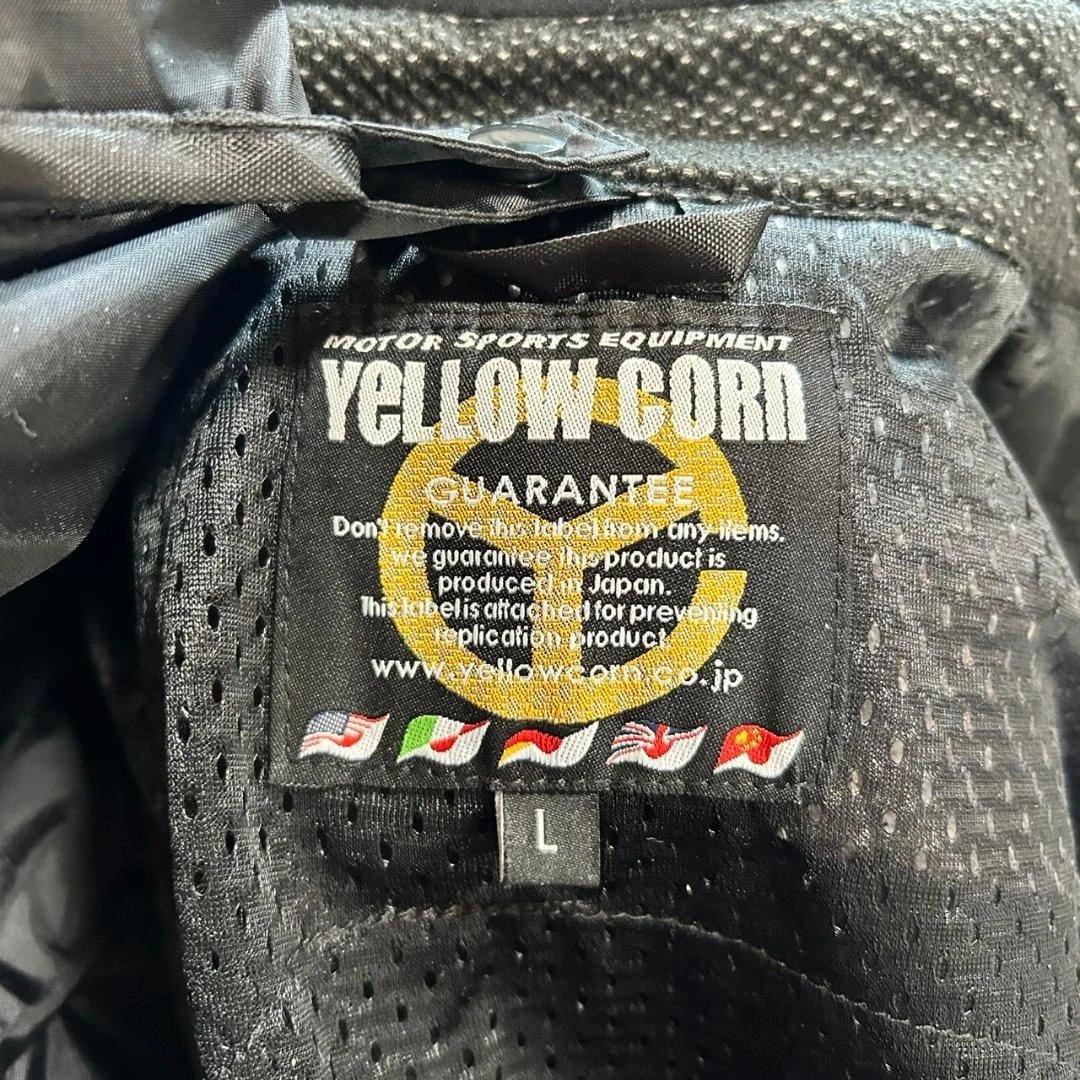 MOTOR SPORTS EQUIPMENT
YELLOW CORN
GUARANTEE
Don't remove this label from any items.
we guarantee this product is
produced in Japan.
This label is attached for preventing
replication product.
www.yellowcorn.co.jp
L